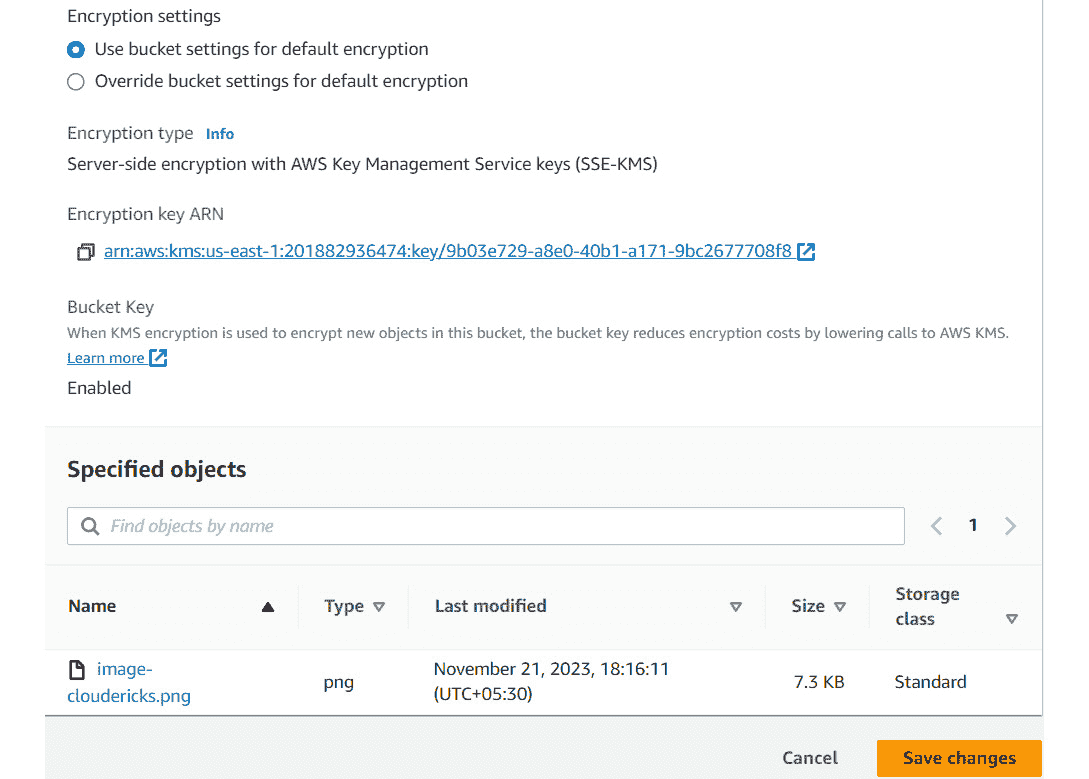 Encryption settings
Use bucket settings for default encryption
Override bucket settings for default encryption
Encryption type Info
Server-side encryption with AWS Key Management Service keys (SSE-KMS)
Encryption key ARN
arn:aws:kms:us-east-1:201882936474:key/9b03e729-a8e0-40b1-a171-9bc2677708f8
Bucket Key
When KMS encryption is used to encrypt new objects in this bucket, the bucket key reduces encryption costs by lowering calls to AWS KMS.
Learn more
Enabled
Specified objects
Find objects by name
1
Name Type Last modified Size Storage class
image-cloudericks.png png November 21, 2023, 18:16:11 (UTC+05:30) 7.3 KB Standard
Cancel Save changes